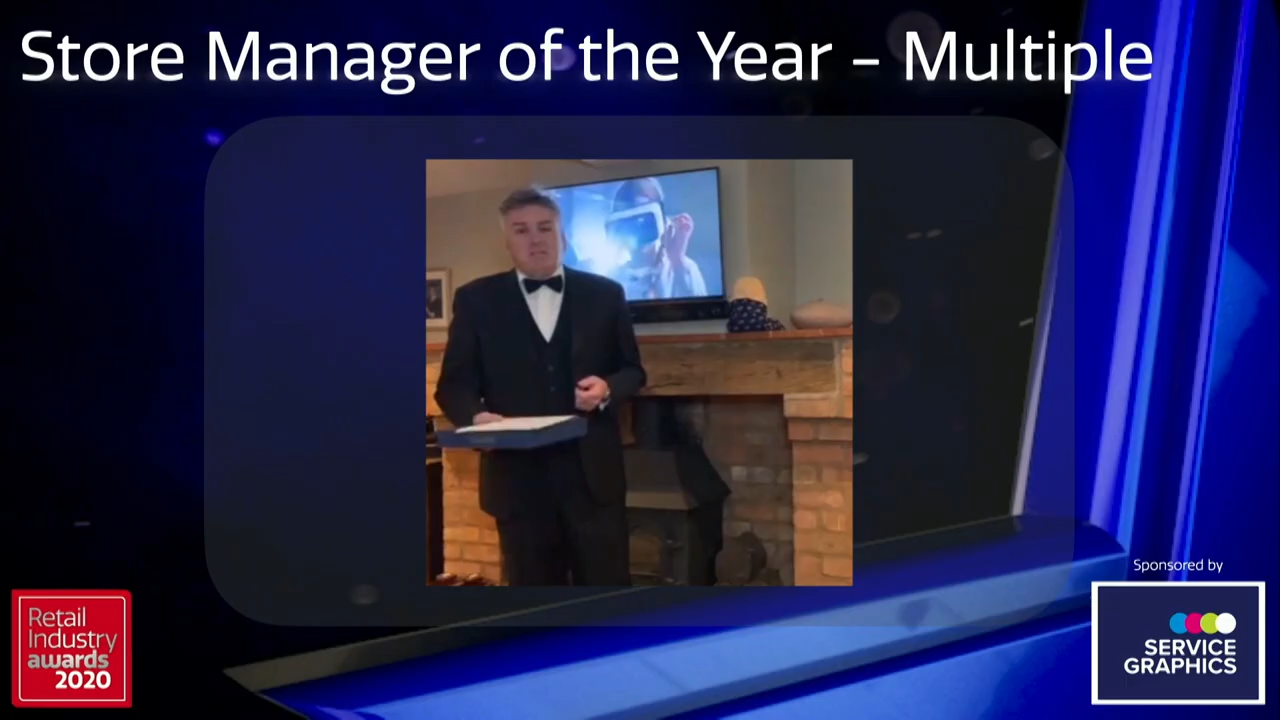 Store Manager of the Year – Multiple
Sponsored by
Retail
Industry
awards
2020
SERVICE
GRAPHICS